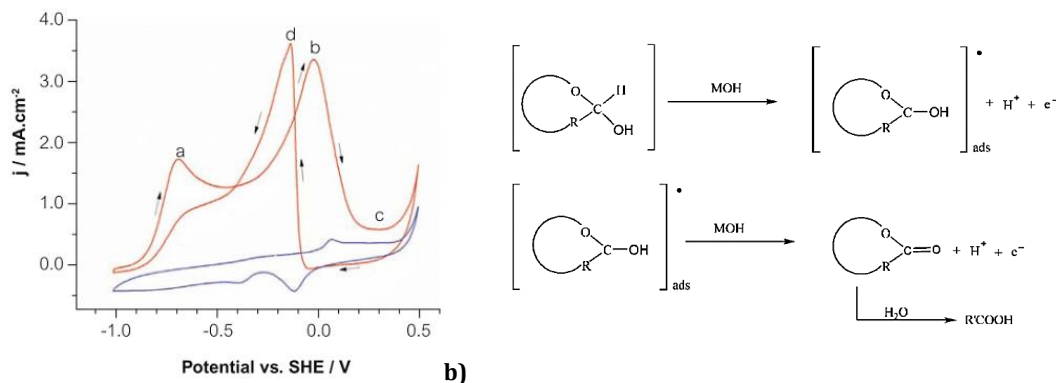 4.0
3.0
2.0
1.0
0.0
j / mA.cm⁻²
a
d
b
c
-1.0
-0.5
0.0
0.5
Potential vs. SHE / V
b)
O
H
C
R
OH
MOH
•
O
C—OH
R
ads
+ H⁺ + e⁻
•
O
C—OH
R
ads
MOH
O
C=O
R
+ H⁺ + e⁻
H₂O
R'COOH